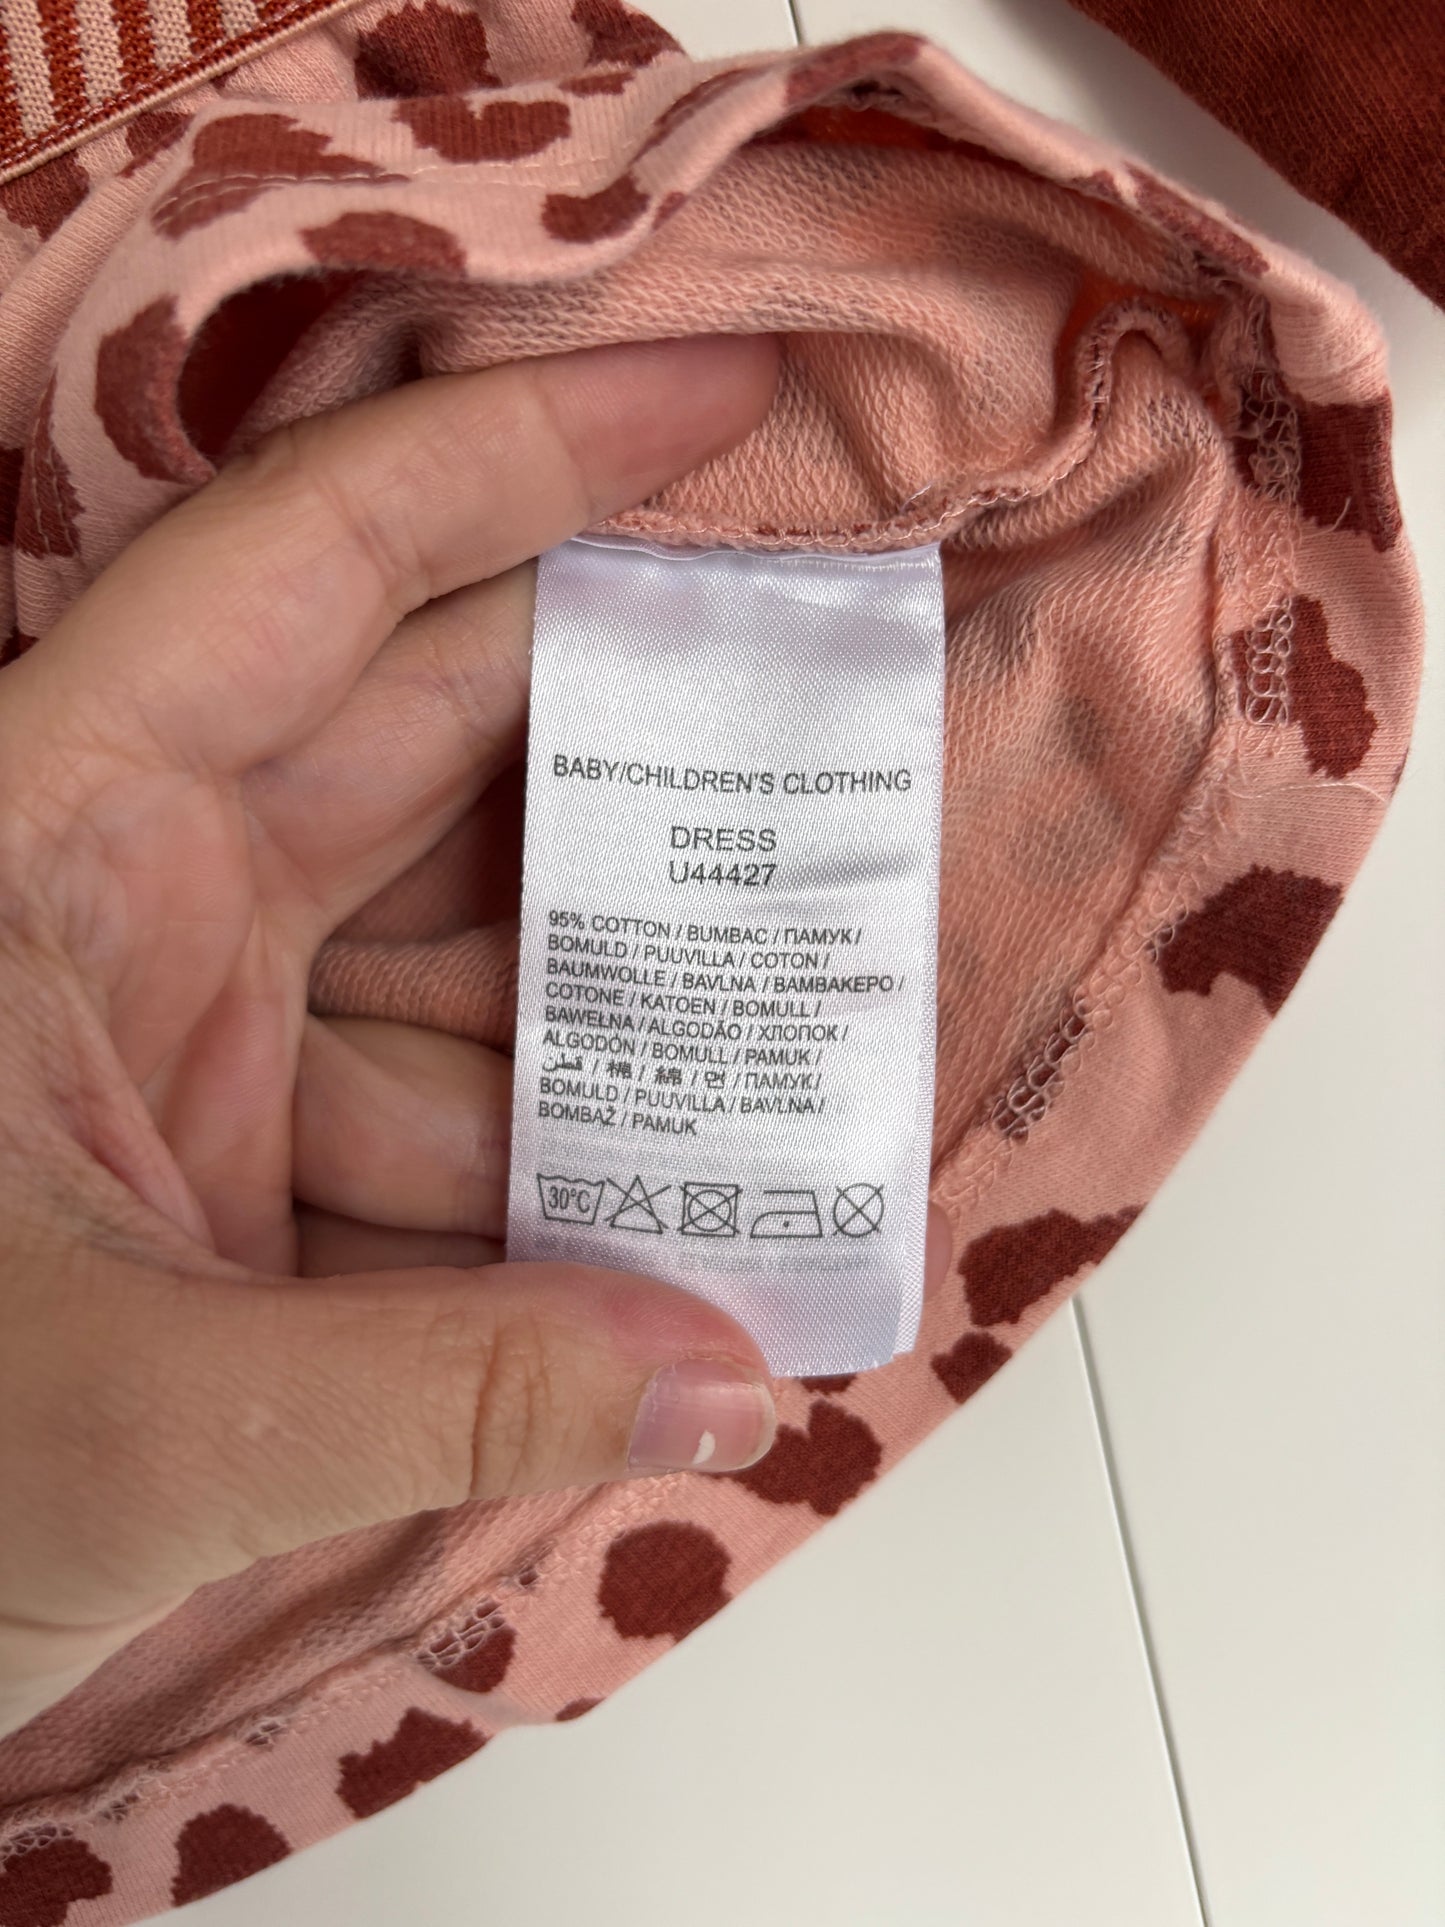 BABY/CHILDREN'S CLOTHING
DRESS
U44427
95% COTTON / BUMBAC / ПАМУК /
BOMULD / PUUVILLA / COTON /
BAUMWOLLE / BAVLNA / ΒΑΜΒΑΚΕΡΟ /
COTONE / KATOEN / BOMULL /
BAWEŁNA / ALGODÃO / ХЛОПОК /
ALGODÓN / BOMULL / PAMUK /
قطن / 棉 / 綿 / 면 / ПАМУК /
BOMULD / PUUVILLA / BAVLNA /
BOMBAŽ / PAMUK
30°C